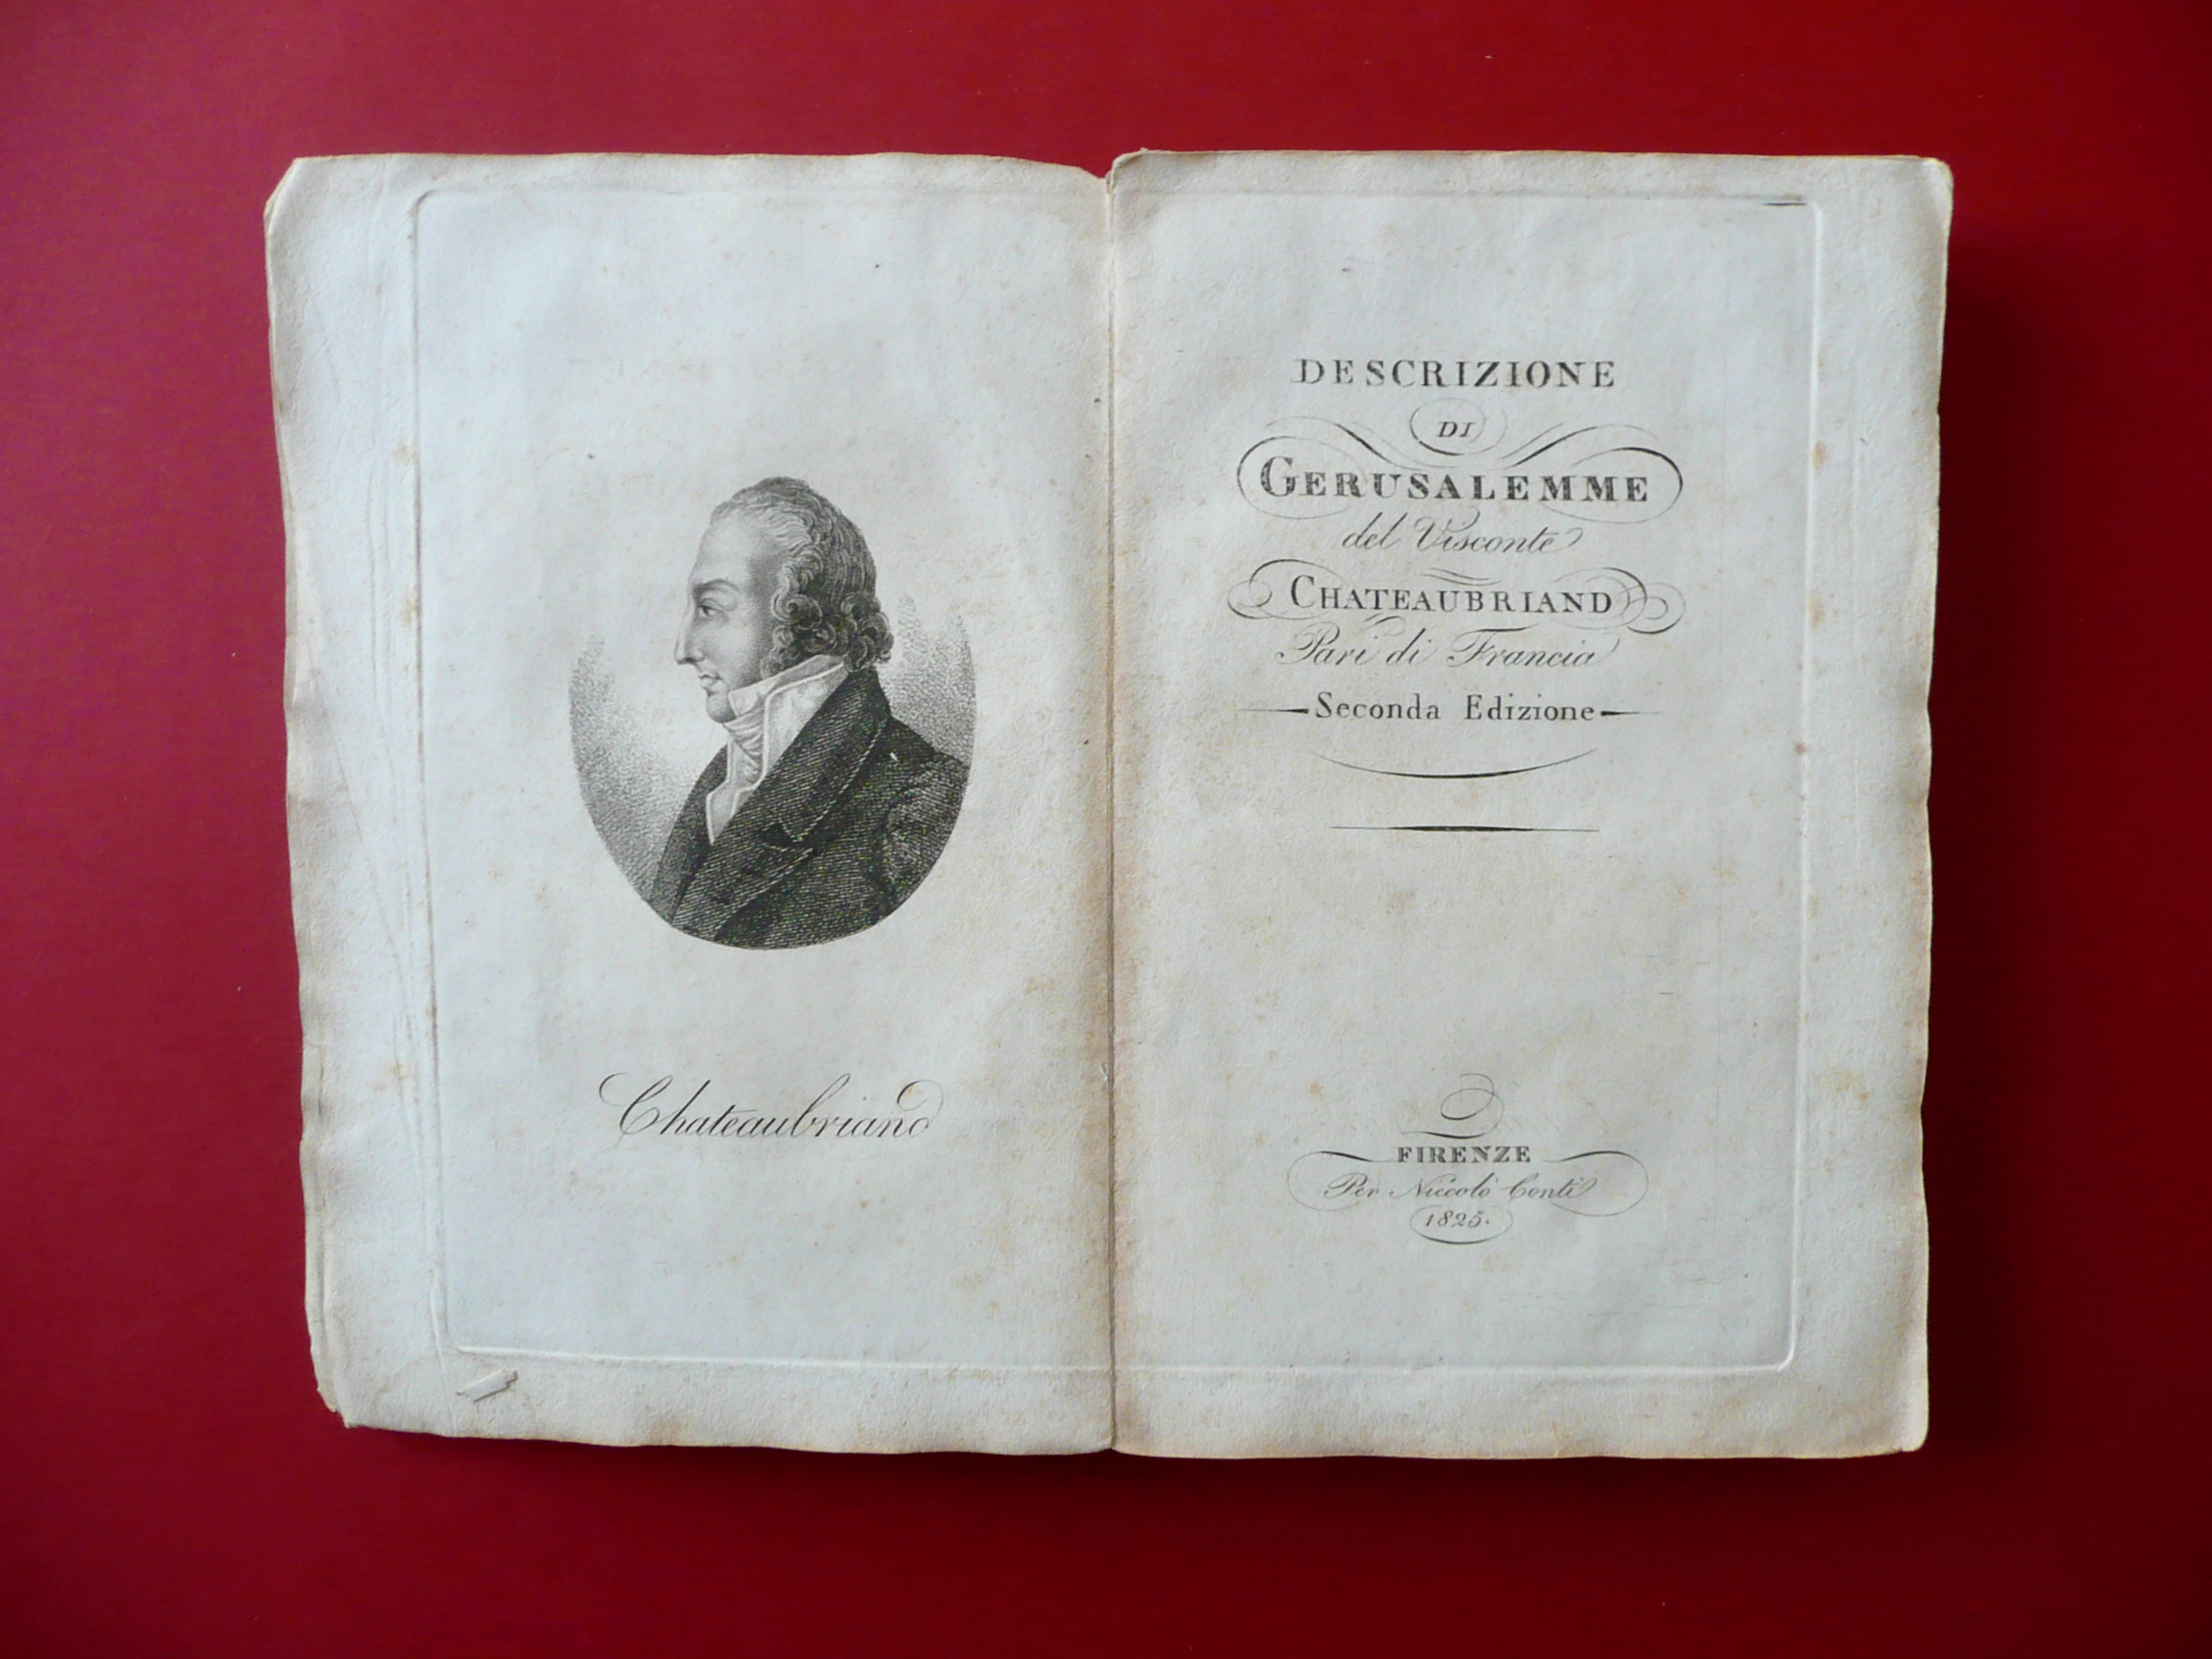 Chateaubriand
DESCRIZIONE
DI
GERUSALEMME
del Visconte
CHATEAUBRIAND
Pari di Francia
Seconda Edizione
FIRENZE
Per Niccolò Conti
1825.